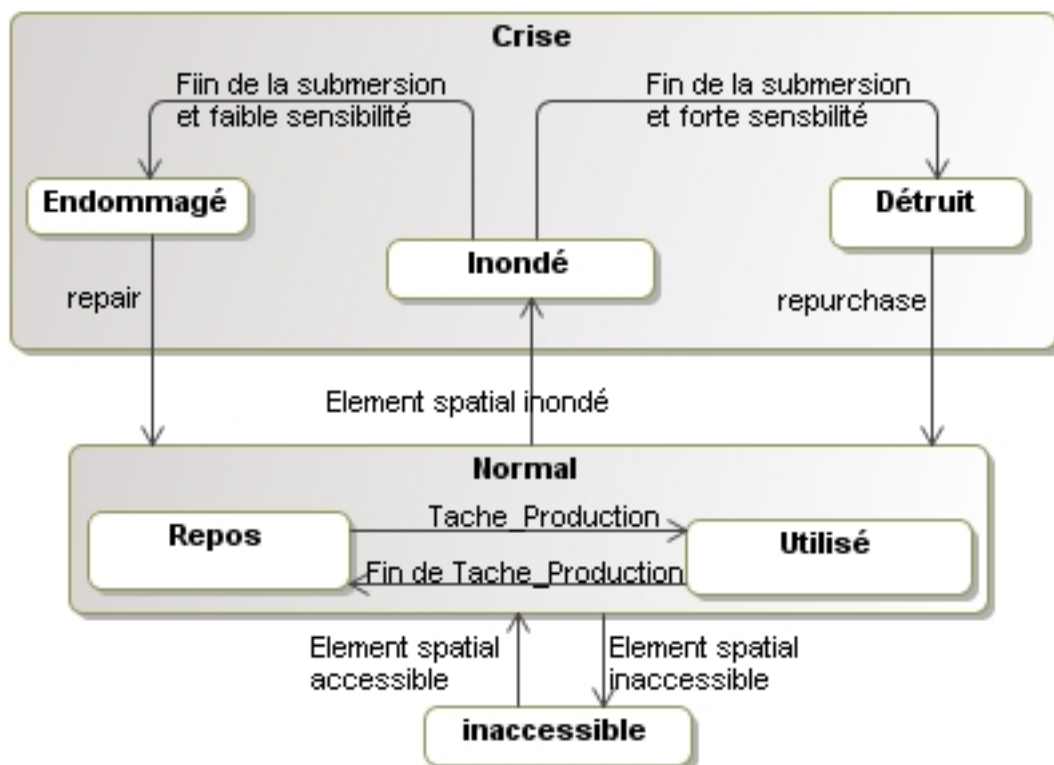 Crise
Fiin de la submersion
et faible sensibilité
Fin de la submersion
et forte sensbilité
Endommagé
Inondé
Détruit
repair
repurchase
Element spatial inondé
Normal
Repos
Tache_Production
Utilisé
Fin de Tache_Production
Element spatial
accessible
Element spatial
inaccessible
inaccessible